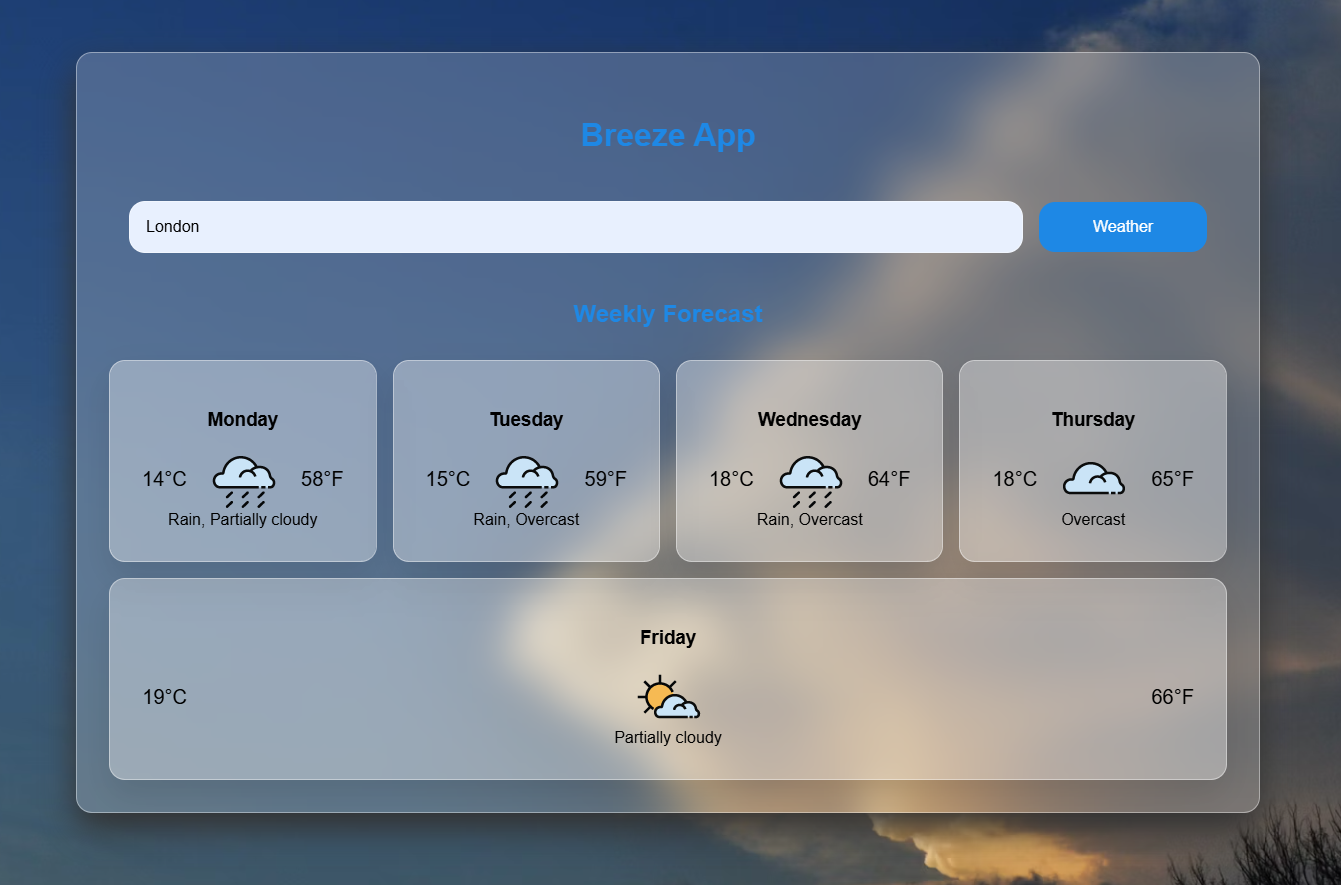 Breeze App
London
Weather
Weekly Forecast
Monday
14°C 58°F
Rain, Partially cloudy
Tuesday
15°C 59°F
Rain, Overcast
Wednesday
18°C 64°F
Rain, Overcast
Thursday
18°C 65°F
Overcast
Friday
19°C 66°F
Partially cloudy